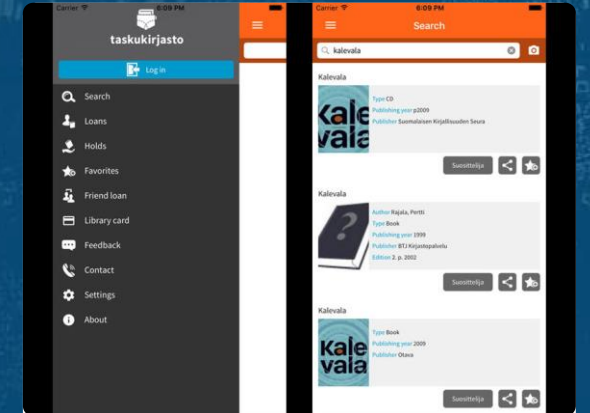 Carrier 6:09 PM
taskukirjasto
Log in
Search
Loans
Holds
Favorites
Friend loan
Library card
Feedback
Contact
Settings
About
Carrier 6:09 PM
Search
kalevala
Kalevala
Kale
vala
Type CD
Publishing year p2009
Publisher Suomalaisen Kirjallisuuden Seura
Suosittelija
Kalevala
?
Author Rajala, Pertti
Type Book
Publishing year 1999
Publisher BTJ Kirjastopalvelu
Edition 2. p. 2002
Suosittelija
Kalevala
Kale
vala
Type Book
Publishing year 2009
Publisher Otava
Suosittelija